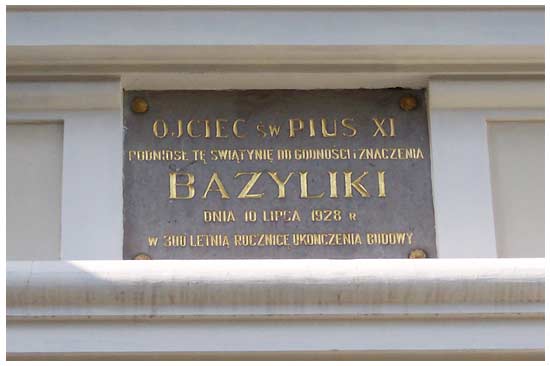 OJCIEC ŚW PIUS XI
PODNIOSŁ TĘ ŚWIĄTYNIĘ DO GODNOŚCI I ZNACZENIA
BAZYLIKI
DNIA 10 LIPCA 1928 R
W 300 LETNIĄ ROCZNICĘ UKOŃCZENIA BUDOWY